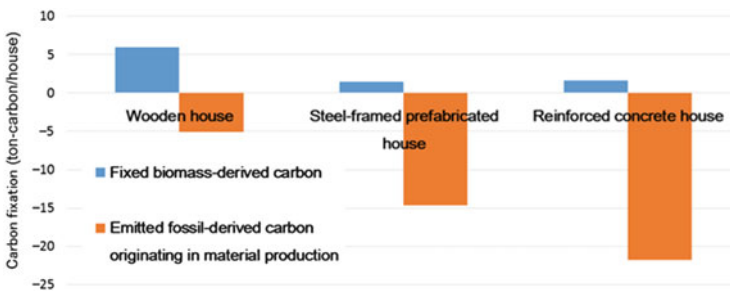 Carbon fixation (ton-carbon/house)
10
5
0
−5
−10
−15
−20
−25
Wooden house
Steel-framed prefabricated
house
Reinforced concrete house
Fixed biomass-derived carbon
Emitted fossil-derived carbon
originating in material production